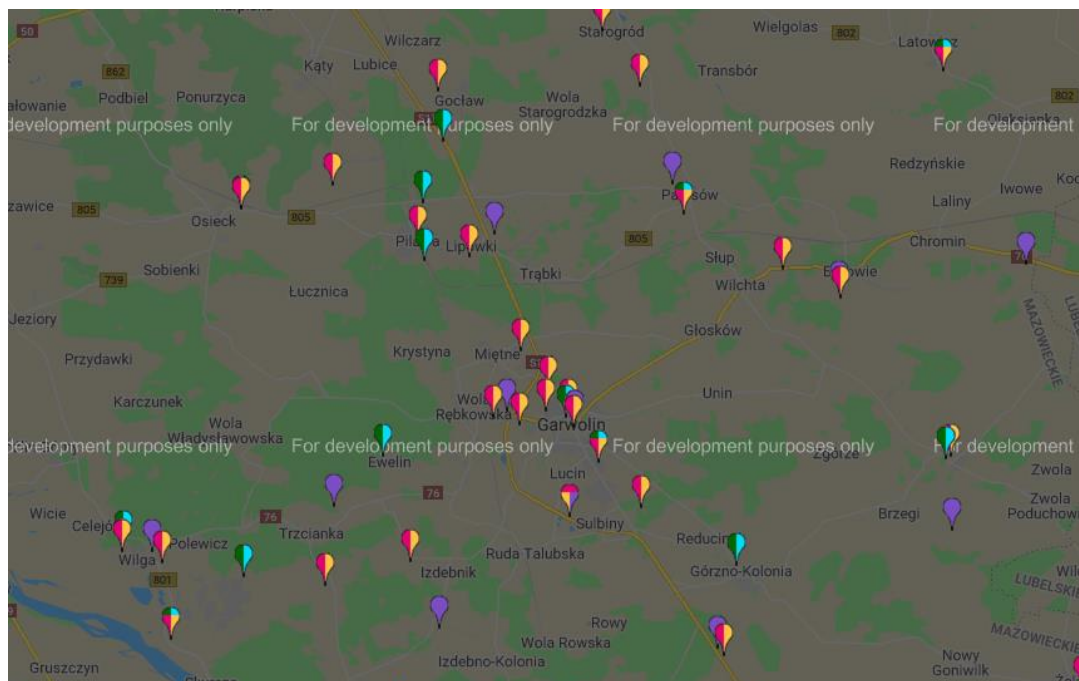 50
Wilczarz
Starogród
Wielgolas
802
Latowicz
Kąty
Lubice
862
Transbór
Podbiel
Ponurzyca
Gocław
Wola
Starogrodzka
802
development purposes only
For development purposes only
For development purposes only
For development
Redzyńskie
Iwowe
Laliny
805
Osieck
805
805
Chromin
Lipówki
Słup
Sobienki
739
Trąbki
Wilchta
Łucznica
Jeziory
Głosków
MAZOWIECKIE
Krystyna
Miętne
Przydawki
Unin
Karczunek
Wola
Rębkowska
Garwolin
Wola
Władysławowska
development purposes only
For development purposes only
For development purposes only
For development
Zgórze
Ewelin
Lucin
Zwola
76
Wicie
76
Brzegi
Zwola
Poduchow
Sulbiny
Trzcianka
Polewicz
Reducin
Wilga
Ruda Talubska
801
Izdebnik
Górzno-Kolonia
LUBELSKIE
Rowy
Wola Rowska
MAZOWIECKIE
Izdebno-Kolonia
Nowy
Goniwilk
Gruszczyn